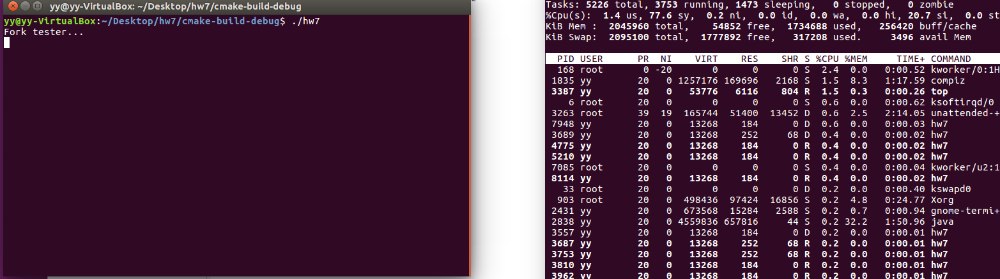 yy@yy-VirtualBox: ~/Desktop/hw7/cmake-build-debug
yy@yy-VirtualBox:~/Desktop/hw7/cmake-build-debug$ ./hw7
Fork tester...
Tasks: 5226 total, 3753 running, 1473 sleeping,   0 stopped,   0 zombie
%Cpu(s):  1.4 us, 77.6 sy,  0.2 ni,  0.0 id,  0.0 wa,  0.0 hi, 20.7 si,  0.0 st
KiB Mem :  2045960 total,    54852 free,  1734688 used,   256420 buff/cache
KiB Swap:  2095100 total,  1777892 free,   317208 used.     3496 avail Mem
PID USER      PR  NI    VIRT    RES    SHR S %CPU %MEM     TIME+ COMMAND
168 root       0 -20       0      0      0 S  2.4  0.0   0:00.52 kworker/0:1H
1835 yy        20   0 1257176 169696   2168 S  1.5  8.3   1:17.59 compiz
3387 yy        20   0   53776   6116    804 R  1.5  0.3   0:00.26 top
6 root      20   0       0      0      0 S  0.6  0.0   0:00.62 ksoftirqd/0
3263 root      39  19  165744  51400  13452 D  0.6  2.5   2:14.05 unattended-+
7948 yy        20   0   13268    184      0 D  0.6  0.0   0:00.03 hw7
3689 yy        20   0   13268    252     68 D  0.4  0.0   0:00.02 hw7
4775 yy        20   0   13268    184      0 R  0.4  0.0   0:00.02 hw7
5210 yy        20   0   13268    184      0 R  0.4  0.0   0:00.02 hw7
7085 root      20   0       0      0      0 S  0.4  0.0   0:00.04 kworker/u2:1
8114 yy        20   0   13268    184      0 R  0.4  0.0   0:00.02 hw7
33 root      20   0       0      0      0 D  0.2  0.0   0:00.40 kswapd0
903 root      20   0  498436  97424  16856 S  0.2  4.8   0:24.77 Xorg
2431 yy        20   0  673568  15284   2588 S  0.2  0.7   0:00.94 gnome-termi+
2838 yy        20   0 4559836 657816     44 S  0.2 32.2   1:50.96 java
3557 yy        20   0   13268    184      0 D  0.2  0.0   0:00.01 hw7
3687 yy        20   0   13268    252     68 R  0.2  0.0   0:00.01 hw7
3753 yy        20   0   13268    252     68 R  0.2  0.0   0:00.01 hw7
3810 yy        20   0   13268    184      0 R  0.2  0.0   0:00.01 hw7
3962 yy        20   0   13268    184      0 R  0.2  0.0   0:00.01 hw7